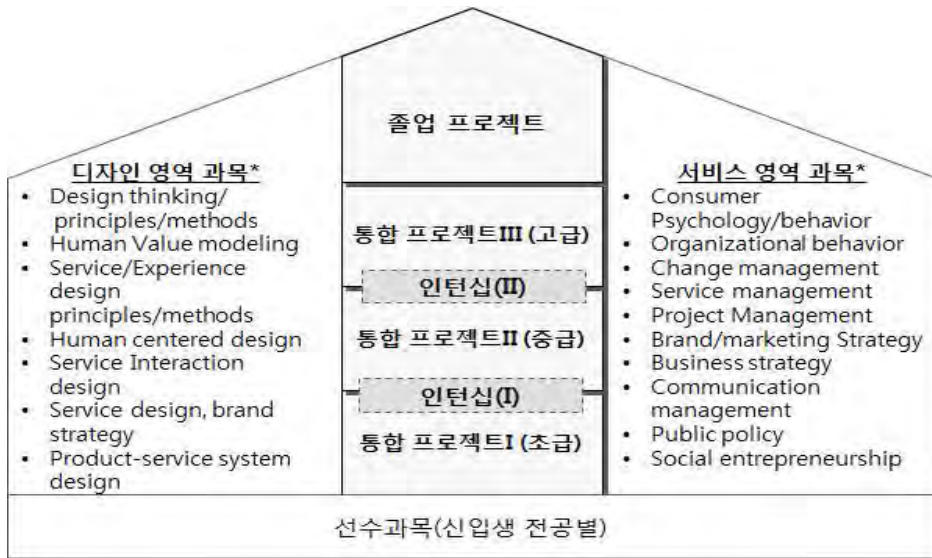 졸업 프로젝트
디자인 영역 과목*
• Design thinking/
principles/methods
• Human Value modeling
• Service/Experience
design
principles/methods
• Human centered design
• Service Interaction
design
• Service design, brand
strategy
• Product-service system
design
통합 프로젝트III (고급)
인턴십(II)
통합 프로젝트II (중급)
인턴십(I)
통합 프로젝트I (초급)
서비스 영역 과목*
• Consumer
Psychology/behavior
• Organizational behavior
• Change management
• Service management
• Project Management
• Brand/marketing Strategy
• Business strategy
• Communication
management
• Public policy
• Social entrepreneurship
선수과목(신입생 전공별)